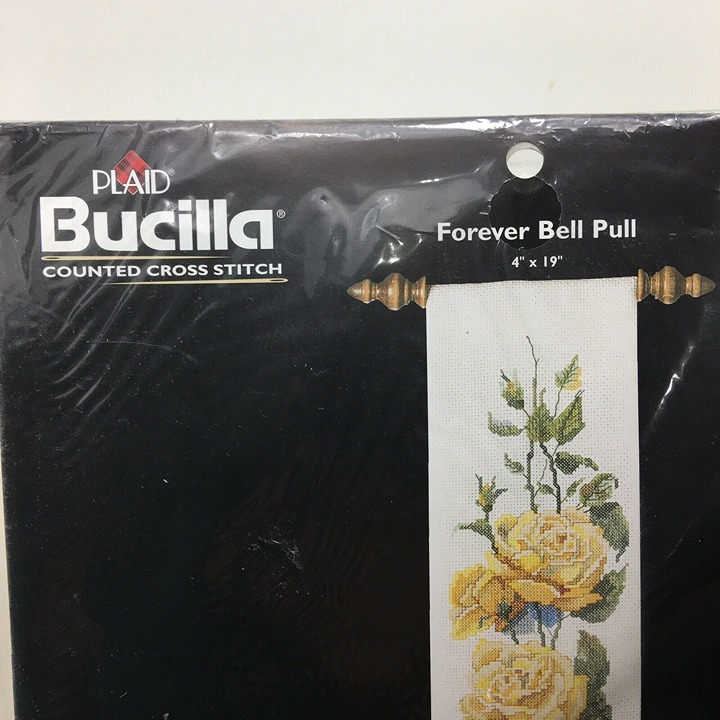 PLAID®
Bucilla®
COUNTED CROSS STITCH
Forever Bell Pull
4" x 19"